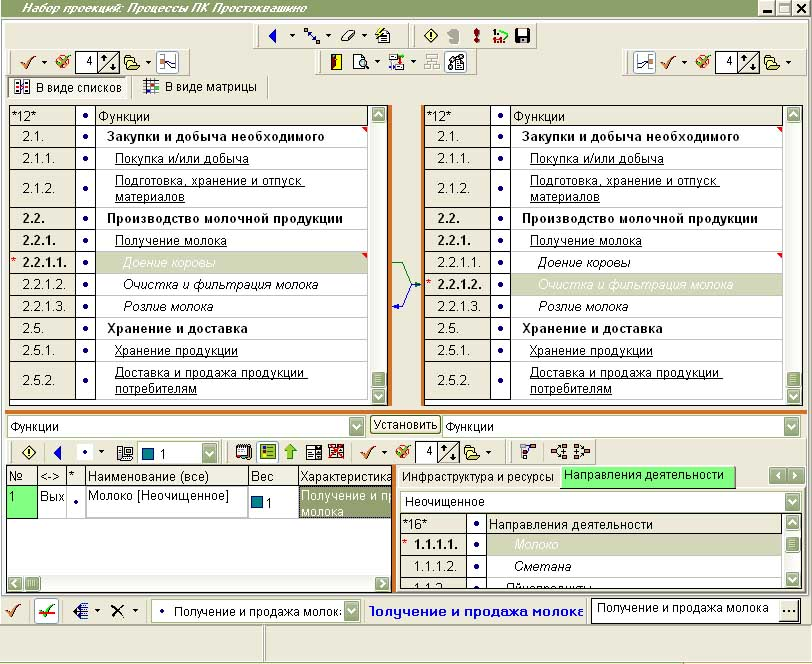 Набор проекций: Процессы ПК Простоквашино
4
4
В виде списков
В виде матрицы
*12*
Функции
2.1. Закупки и добыча необходимого
2.1.1. Покупка и/или добыча
2.1.2. Подготовка, хранение и отпуск
материалов
2.2. Производство молочной продукции
2.2.1. Получение молока
* 2.2.1.1. Доение коровы
2.2.1.2. Очистка и фильтрация молока
2.2.1.3. Розлив молока
2.5. Хранение и доставка
2.5.1. Хранение продукции
2.5.2. Доставка и продажа продукции
потребителям
*12*
Функции
2.1. Закупки и добыча необходимого
2.1.1. Покупка и/или добыча
2.1.2. Подготовка, хранение и отпуск
материалов
2.2. Производство молочной продукции
2.2.1. Получение молока
2.2.1.1. Доение коровы
* 2.2.1.2. Очистка и фильтрация молока
2.2.1.3. Розлив молока
2.5. Хранение и доставка
2.5.1. Хранение продукции
2.5.2. Доставка и продажа продукции
потребителям
Функции
Установить
Функции
1
4
№ <-> * Наименование (все) Вес Характеристика
1 Вых Молоко [Неочищенное] 1 Получение и п
молока
Инфраструктура и ресурсы
Направления деятельности
Неочищенное
*16* Направления деятельности
* 1.1.1.1. Молоко
1.1.1.2. Сметана
Получение и продажа молок
Получение и продажа молока
Получение и продажа молока ...